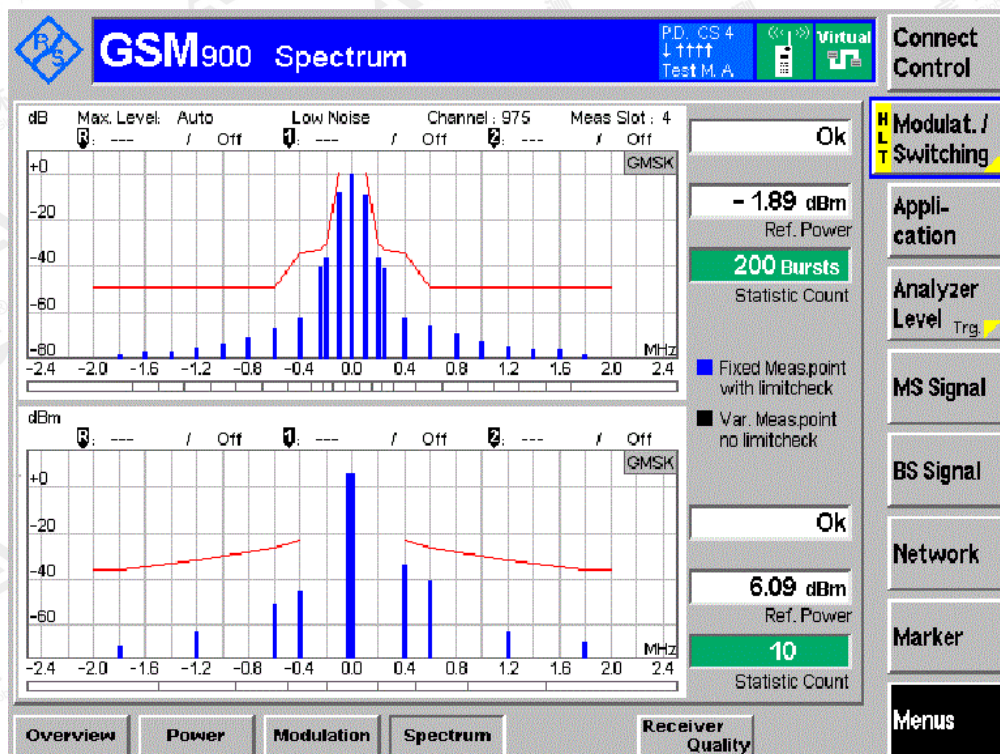 R S
GSM900 Spectrum
P.D. CS 4
Test M. A
Virtual
Connect Control
dB Max. Level: Auto Low Noise Channel : 975 Meas Slot : 4
R: --- / Off 1: --- / Off 2: --- / Off
GMSK
+0
-20
-40
-60
-80
MHz
-2.4 -2.0 -1.6 -1.2 -0.8 -0.4 0.0 0.4 0.8 1.2 1.6 2.0 2.4
Ok
- 1.89 dBm
Ref. Power
200 Bursts
Statistic Count
Fixed Meas.point
with limitcheck
Var. Meas.point
no limitcheck
dBm
R: --- / Off 1: --- / Off 2: --- / Off
GMSK
+0
-20
-40
-60
MHz
-2.4 -2.0 -1.6 -1.2 -0.8 -0.4 0.0 0.4 0.8 1.2 1.6 2.0 2.4
Ok
6.09 dBm
Ref. Power
10
Statistic Count
HLT
Modulat. /
Switching
Appli-
cation
Analyzer
Level Trg.
MS Signal
BS Signal
Network
Marker
Menus
Overview
Power
Modulation
Spectrum
Receiver
Quality